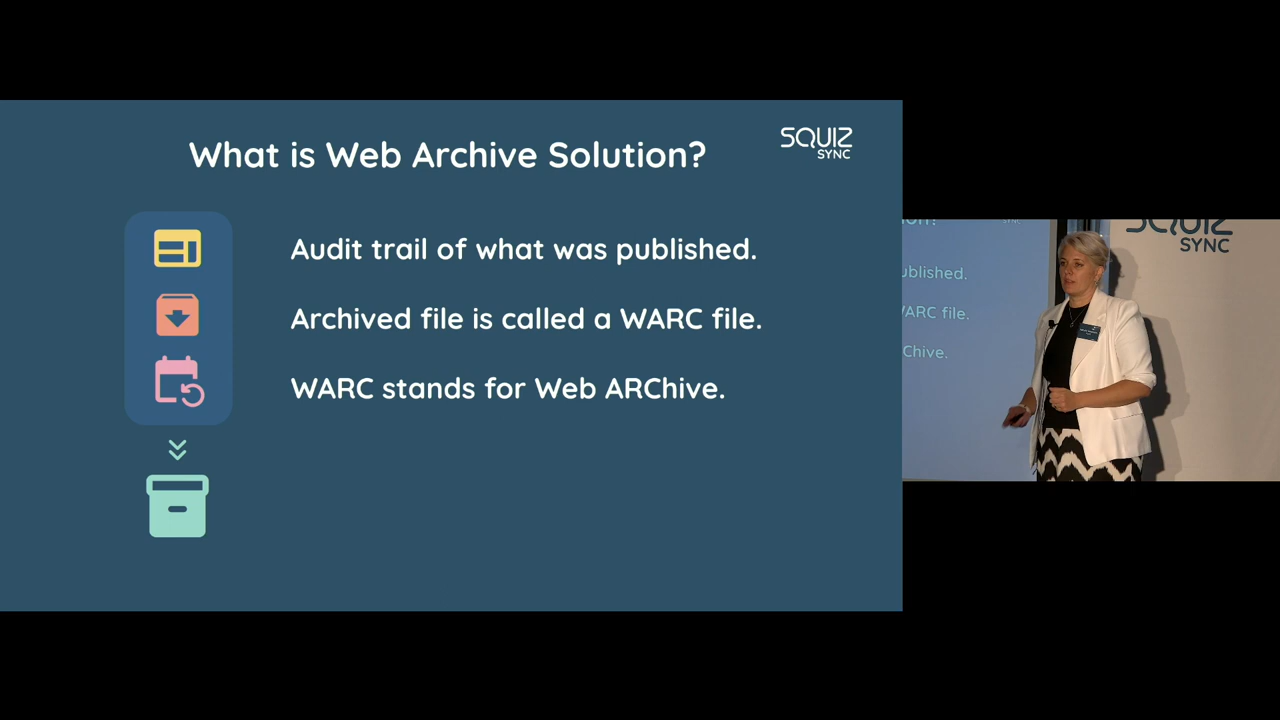 What is Web Archive Solution?
SQUIZ
SYNC
Audit trail of what was published.
Archived file is called a WARC file.
WARC stands for Web ARChive.
ublished.
WARC file.
Chive.
SQUIZ
SYNC